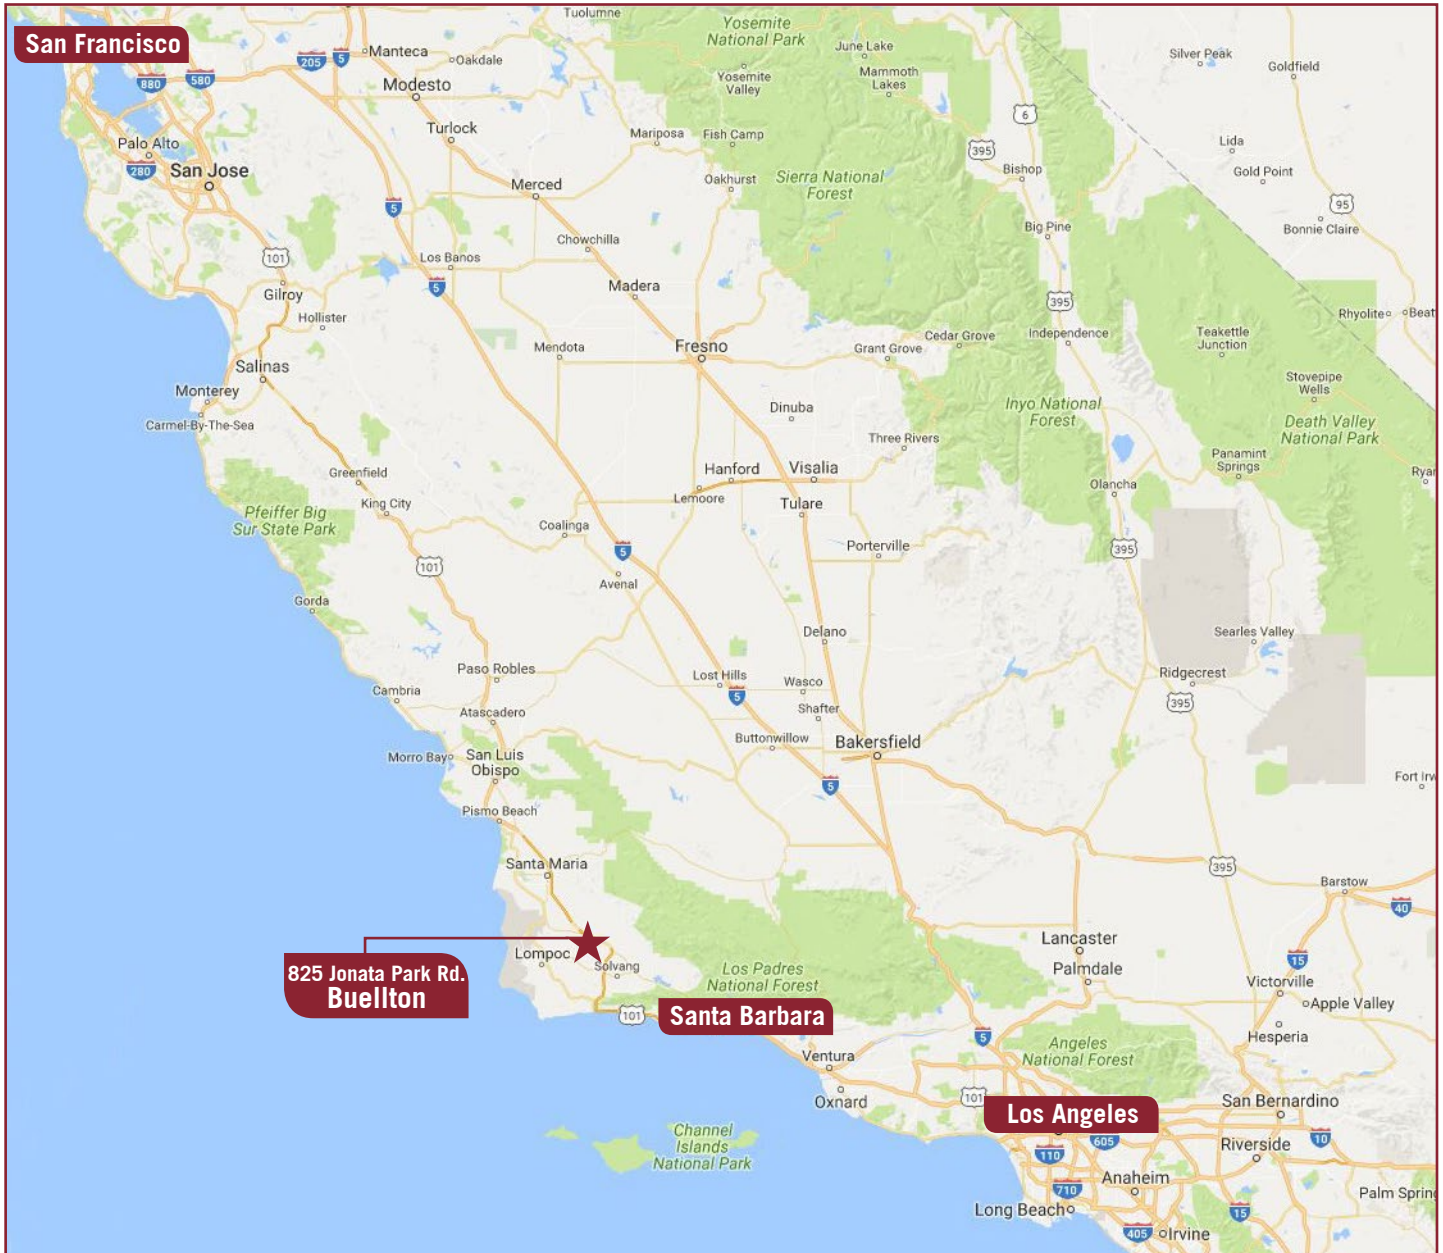 San Francisco
Tuolumne
Yosemite
National Park
205
5
Manteca
Oakdale
June Lake
Silver Peak
Goldfield
880
580
Modesto
Yosemite
Valley
Mammoth
Lakes
6
Turlock
Mariposa
Fish Camp
395
Lida
Palo Alto
280
San Jose
Merced
Oakhurst
Sierra National
Forest
Bishop
Gold Point
5
95
Big Pine
Bonnie Claire
Chowchilla
101
Los Banos
5
Madera
Gilroy
395
Hollister
Rhyolite
Beat
Mendota
Fresno
Grant Grove
Cedar Grove
Independence
Teakettle
Junction
Salinas
Monterey
Stovepipe
Wells
Carmel-By-The-Sea
Dinuba
Inyo National
Forest
Death Valley
National Park
Three Rivers
Panamint
Springs
Greenfield
Hanford
Visalia
Ryan
King City
Lemoore
Tulare
Olancha
Pfeiffer Big
Sur State Park
Coalinga
5
Porterville
395
101
Avenal
Gorda
Delano
Searles Valley
Paso Robles
Lost Hills
Wasco
Ridgecrest
Cambria
5
395
Atascadero
Shafter
Buttonwillow
Bakersfield
Morro Bay
San Luis
Obispo
5
Fort Irw
Pismo Beach
Santa Maria
395
Barstow
40
Lancaster
Lompoc
825 Jonata Park Rd.
Buellton
Solvang
Los Padres
National Forest
Palmdale
15
Victorville
Apple Valley
101
Santa Barbara
5
Hesperia
Ventura
Angeles
National Forest
Oxnard
101
Los Angeles
San Bernardino
Channel
Islands
National Park
605
110
10
Riverside
710
Anaheim
Palm Spring
Long Beach
15
405
Irvine